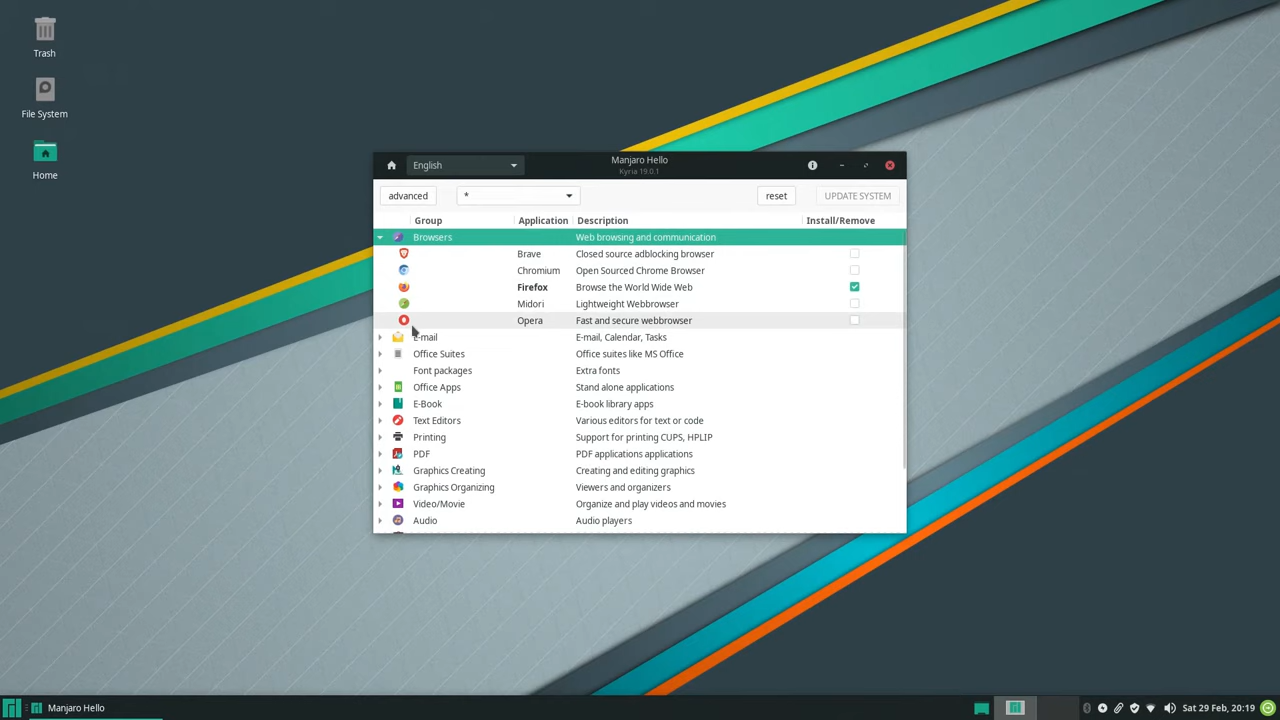 Trash
File System
Home
English
Manjaro Hello
Kyria 19.0.1
advanced
*
reset
UPDATE SYSTEM
Group Application Description Install/Remove
Browsers Web browsing and communication
Brave Closed source adblocking browser
Chromium Open Sourced Chrome Browser
Firefox Browse the World Wide Web
Midori Lightweight Webbrowser
Opera Fast and secure webbrowser
E-mail E-mail, Calendar, Tasks
Office Suites Office suites like MS Office
Font packages Extra fonts
Office Apps Stand alone applications
E-Book E-book library apps
Text Editors Various editors for text or code
Printing Support for printing CUPS, HPLIP
PDF PDF applications applications
Graphics Creating Creating and editing graphics
Graphics Organizing Viewers and organizers
Video/Movie Organize and play videos and movies
Audio Audio players
Manjaro Hello
Sat 29 Feb, 20:19